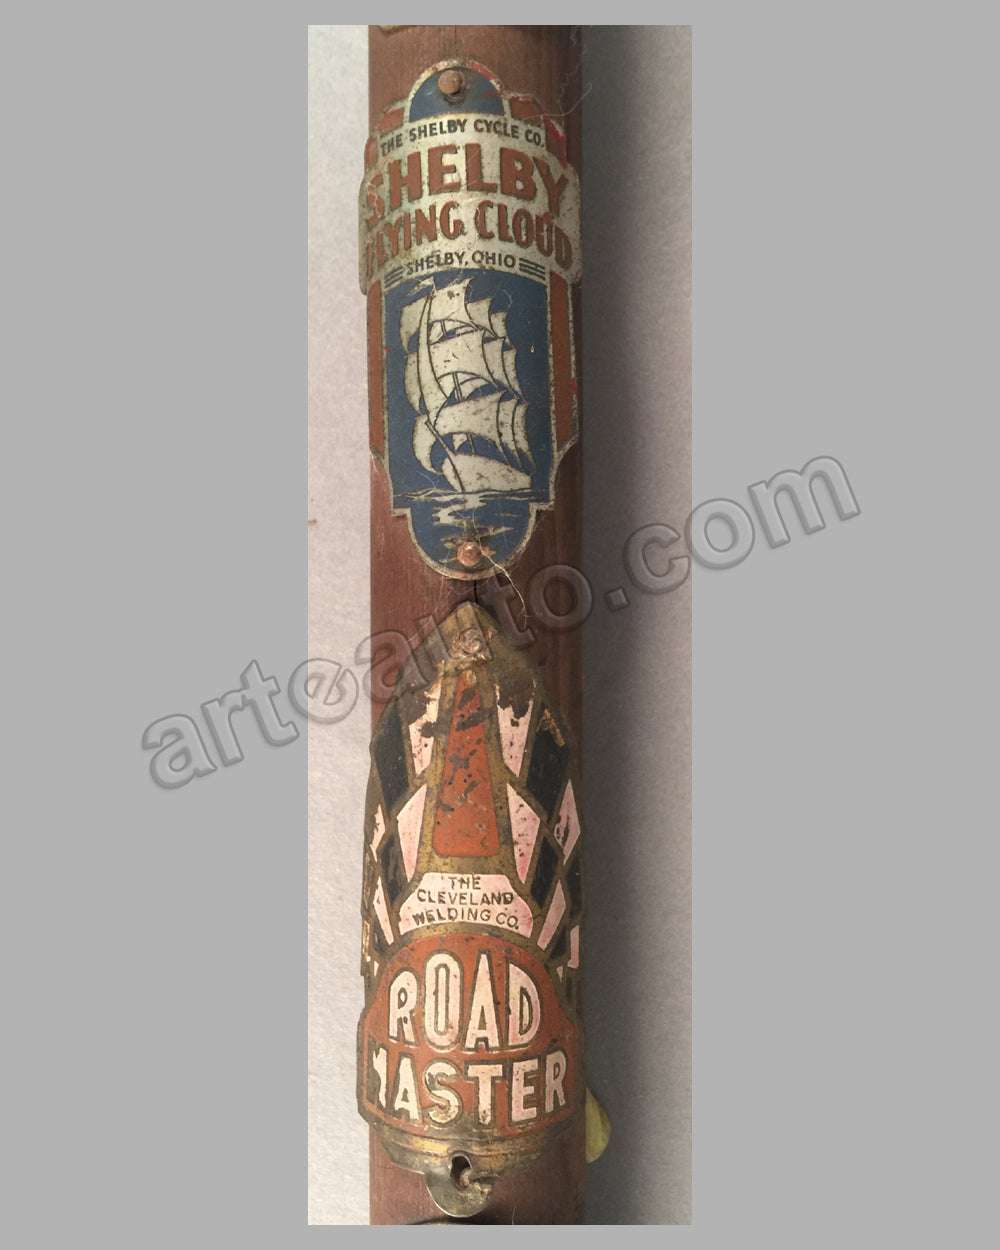 THE SHELBY CYCLE CO.
SHELBY
FLYING CLOUD
SHELBY, OHIO
arteauto.com
THE
CLEVELAND
WELDING CO.
ROAD
MASTER